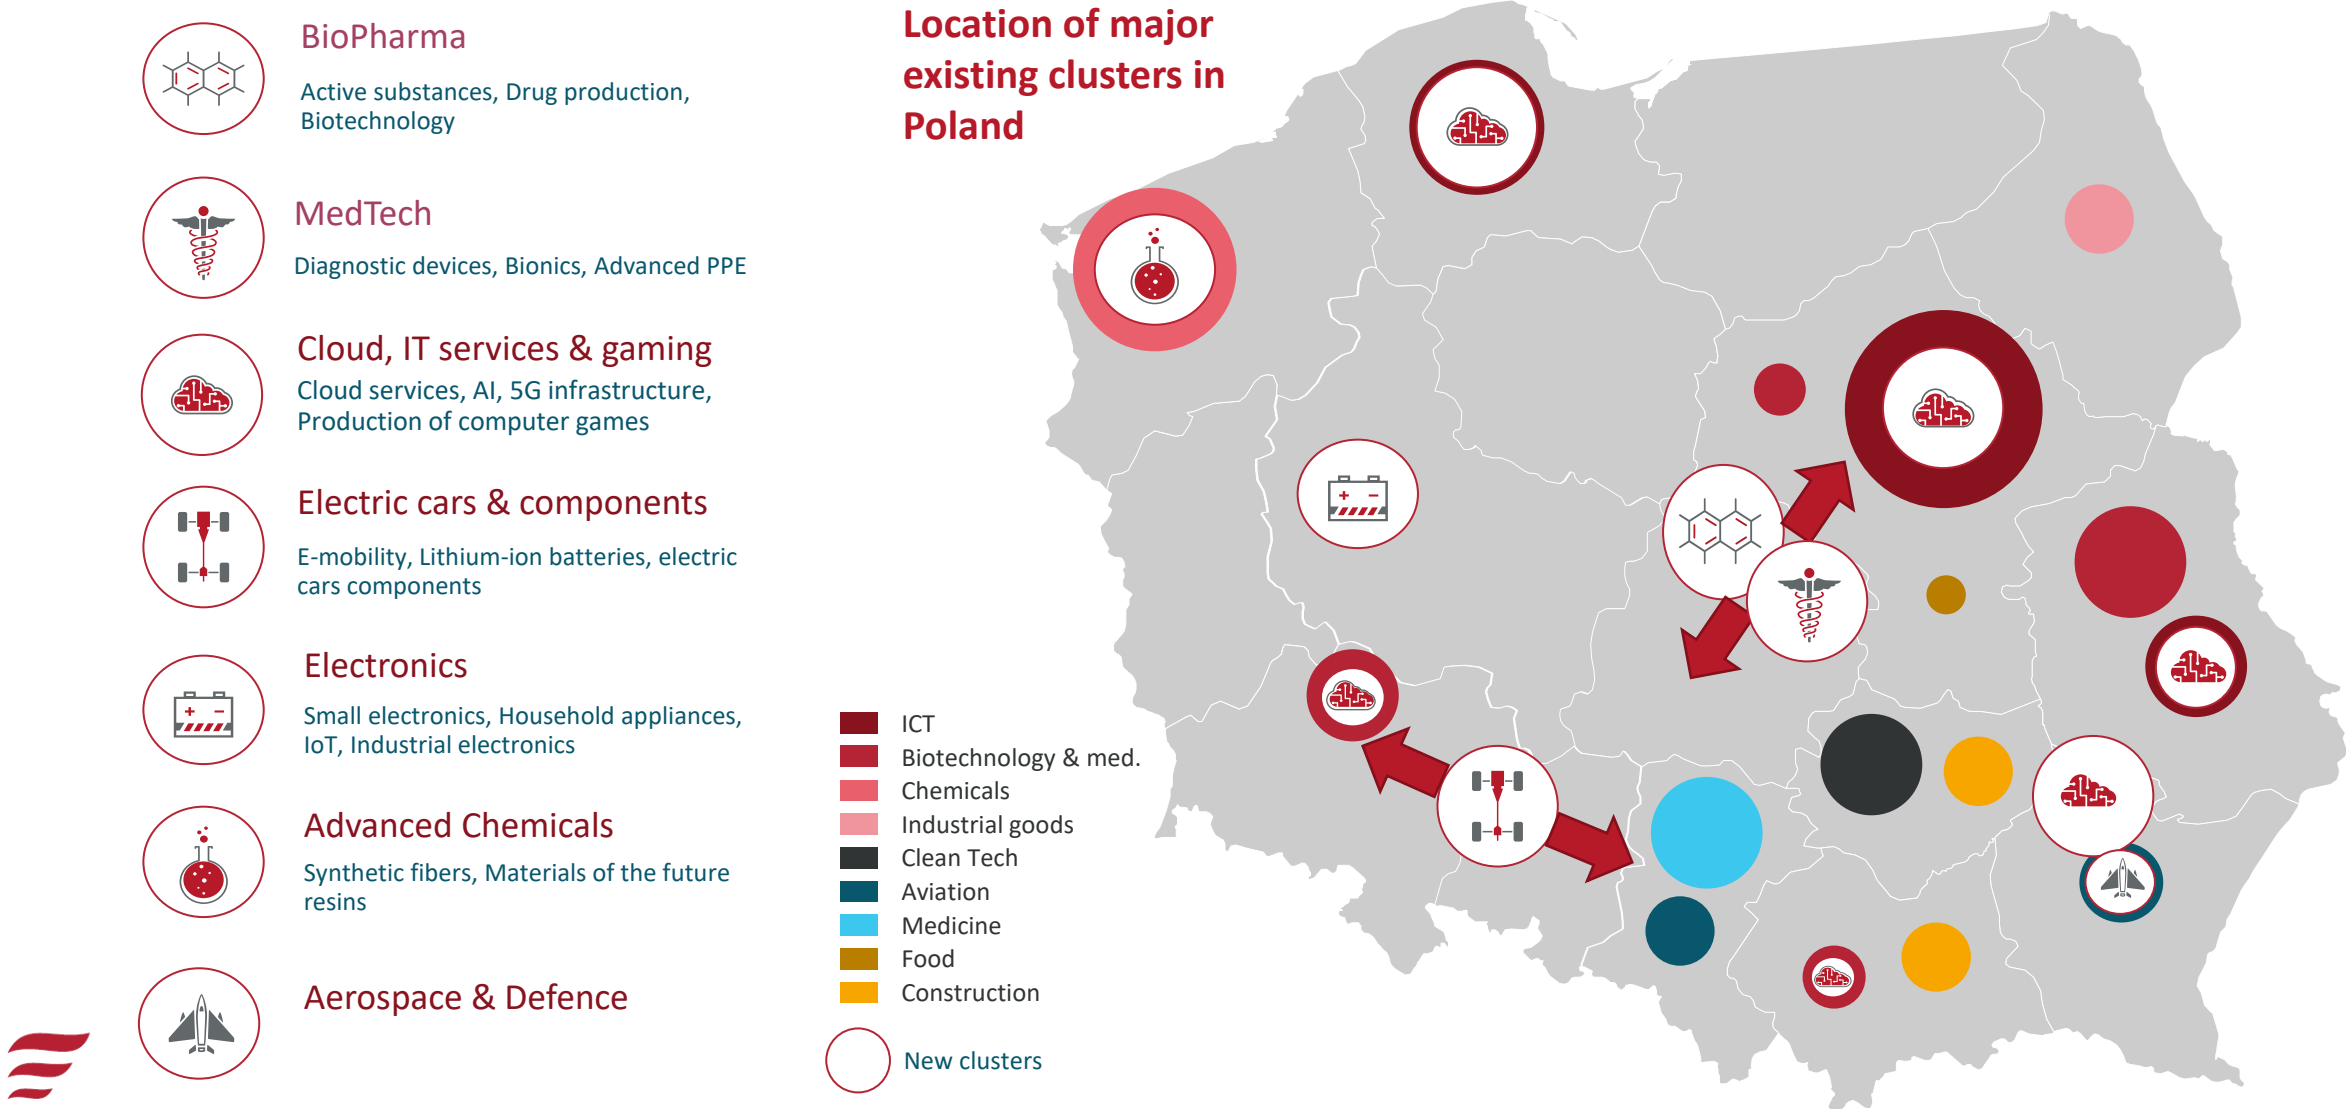 BioPharma
Active substances, Drug production,
Biotechnology
MedTech
Diagnostic devices, Bionics, Advanced PPE
Cloud, IT services & gaming
Cloud services, AI, 5G infrastructure,
Production of computer games
Electric cars & components
E-mobility, Lithium-ion batteries, electric
cars components
Electronics
Small electronics, Household appliances,
IoT, Industrial electronics
Advanced Chemicals
Synthetic fibers, Materials of the future
resins
Aerospace & Defence
Location of major
existing clusters in
Poland
ICT
Biotechnology & med.
Chemicals
Industrial goods
Clean Tech
Aviation
Medicine
Food
Construction
New clusters